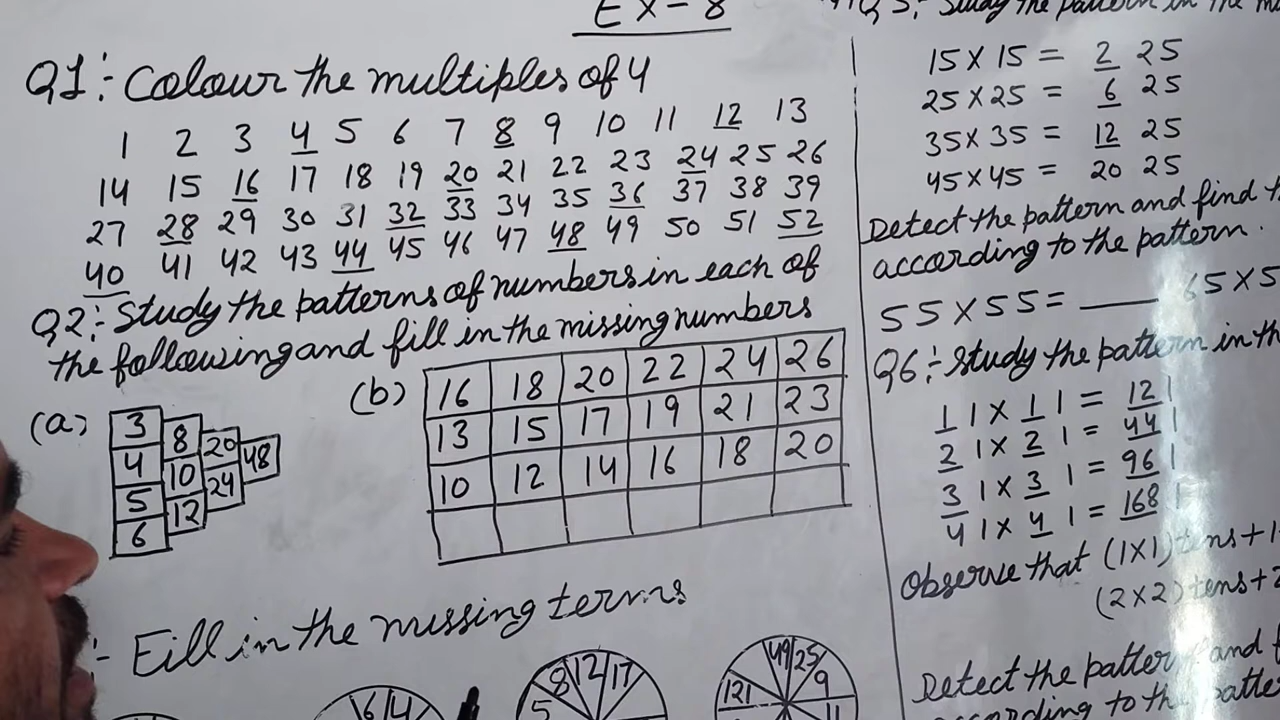 Ex-8
Q1:- Colour the multiples of 4
1 2 3 4 5 6 7 8 9 10 11 12 13
14 15 16 17 18 19 20 21 22 23 24 25 26
27 28 29 30 31 32 33 34 35 36 37 38 39
40 41 42 43 44 45 46 47 48 49 50 51 52
Q2:- Study the patterns of numbers in each of
the following and fill in the missing numbers
(a)
3 8 20 48
4 10 24
5 12
6
(b)
16 18 20 22 24 26
13 15 17 19 21 23
10 12 14 16 18 20
:- Fill in the missing terms
6 4
5 8 12 17
121 49 25 9 11
Q5:- Study the pattern in the
15 X 15 = 2 25
25 X 25 = 6 25
35 X 35 = 12 25
45 X 45 = 20 25
Detect the pattern and find
according to the pattern.
55 X 55 = ____ 65 X 5
Q6:- Study the pattern in th
11 X 11 = 121
21 X 21 = 441
31 X 31 = 961
41 X 41 = 1681
Observe that (1X1) tens + 1
(2X2) tens + 2
Detect the pattern and
according to the